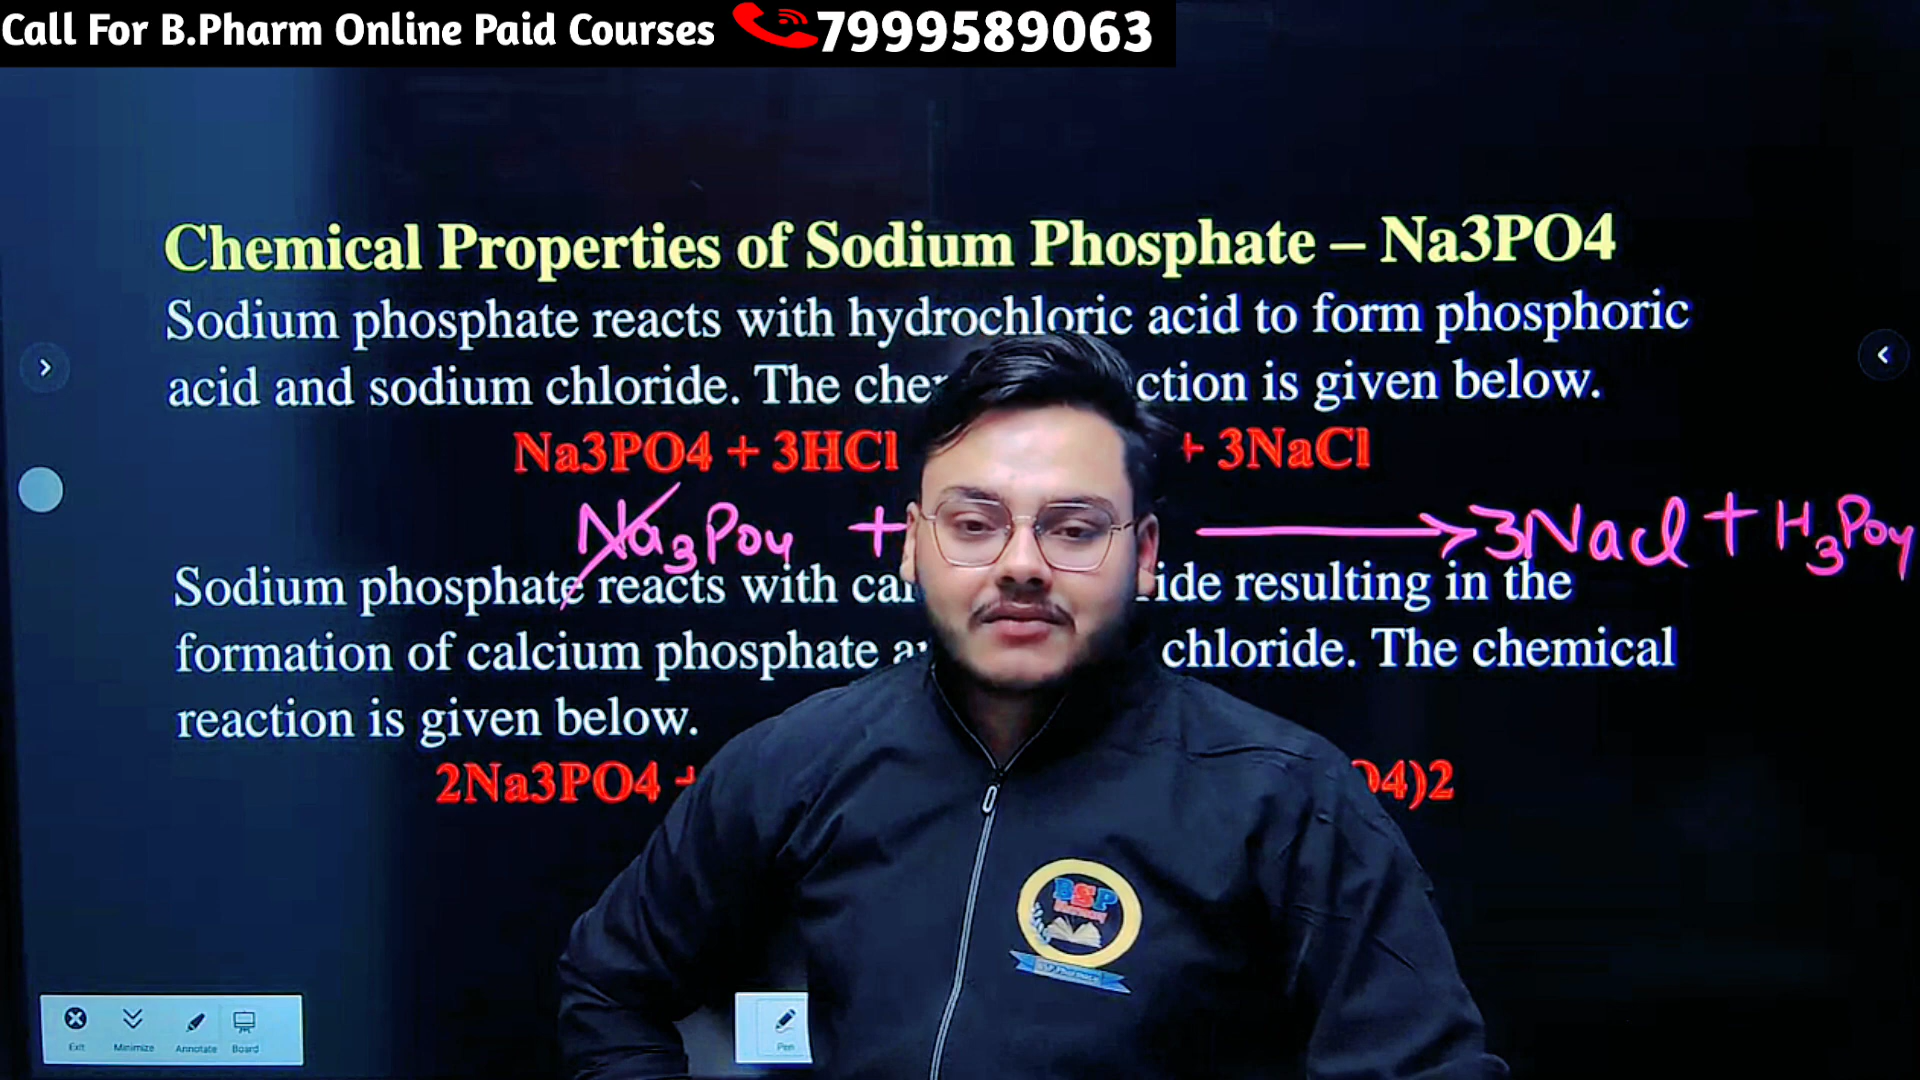 Call For B.Pharm Online Paid Courses 7999589063
Chemical Properties of Sodium Phosphate – Na3PO4
Sodium phosphate reacts with hydrochloric acid to form phosphoric
acid and sodium chloride. The che ction is given below.
Na3PO4 + 3HCl + 3NaCl
Na3PO4 + → 3NaCl + H3PO4
Sodium phosphate reacts with ide resulting in the
formation of calcium phosphate chloride. The chemical
reaction is given below.
2Na3PO4 + O4)2
BSP
Exit Minimize Annotate Board Pen